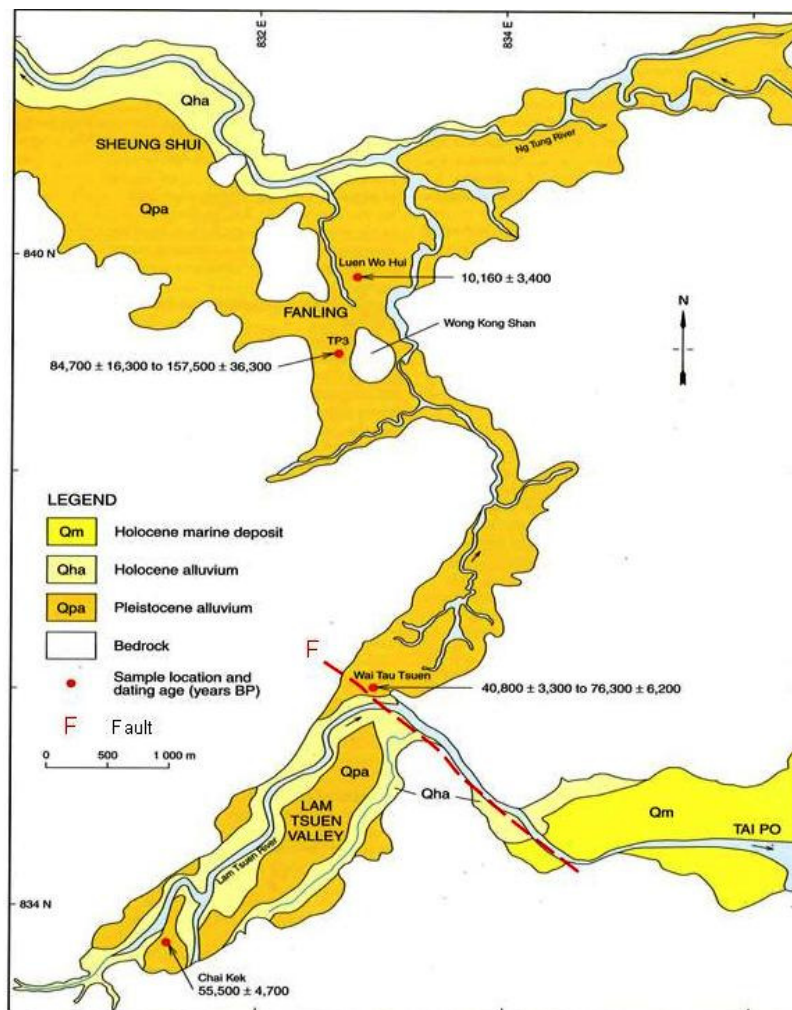 832 E
834 E
Qha
SHEUNG SHUI
Ng Tung River
Qpa
840 N
Luen Wo Hui
10,160 ± 3,400
N
FANLING
Wong Kong Shan
TP3
84,700 ± 16,300 to 157,500 ± 36,300
LEGEND
Qm Holocene marine deposit
Qha Holocene alluvium
Qpa Pleistocene alluvium
Bedrock
Sample location and
dating age (years BP)
F Fault
0 500 1 000 m
F
Wai Tau Tsuen
40,800 ± 3,300 to 76,300 ± 6,200
Qpa
Qha
Qm
LAM
TSUEN
VALLEY
TAI PO
Lam Tsuen River
834 N
Chai Kek
55,500 ± 4,700